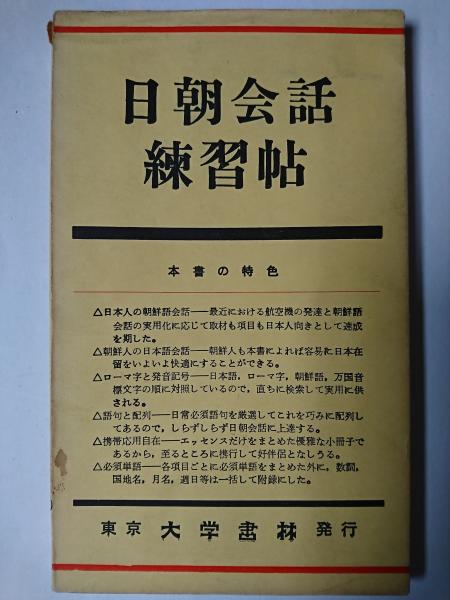 日朝会話
練習帖
本書の特色
△日本人の朝鮮語会話──最近における航空機の発達と朝鮮語
会話の実用化に応じて取材も項目も日本人向きとして速成
を期した。
△朝鮮人の日本語会話──朝鮮人も本書によれば容易に日本在
留をいよいよ快適にすることができる。
△ローマ字と発音記号──日本語，ローマ字，朝鮮語，万国音
標文字の順に対照しているので，直ちに検索して実用に供
される。
△語句と配列──日常必須語句を厳選してこれを巧みに配列し
てあるので，しらずしらず日朝会話に上達する。
△携帯応用自在──エッセンスだけをまとめた優雅な小冊子で
あるから，至るところに携行して好伴侶となしうる。
△必須単語──各項目ごとに必須単語をまとめた外に，数詞，
国地名，月名，週日等は一括して附録にした。
東京 大学書林 発行